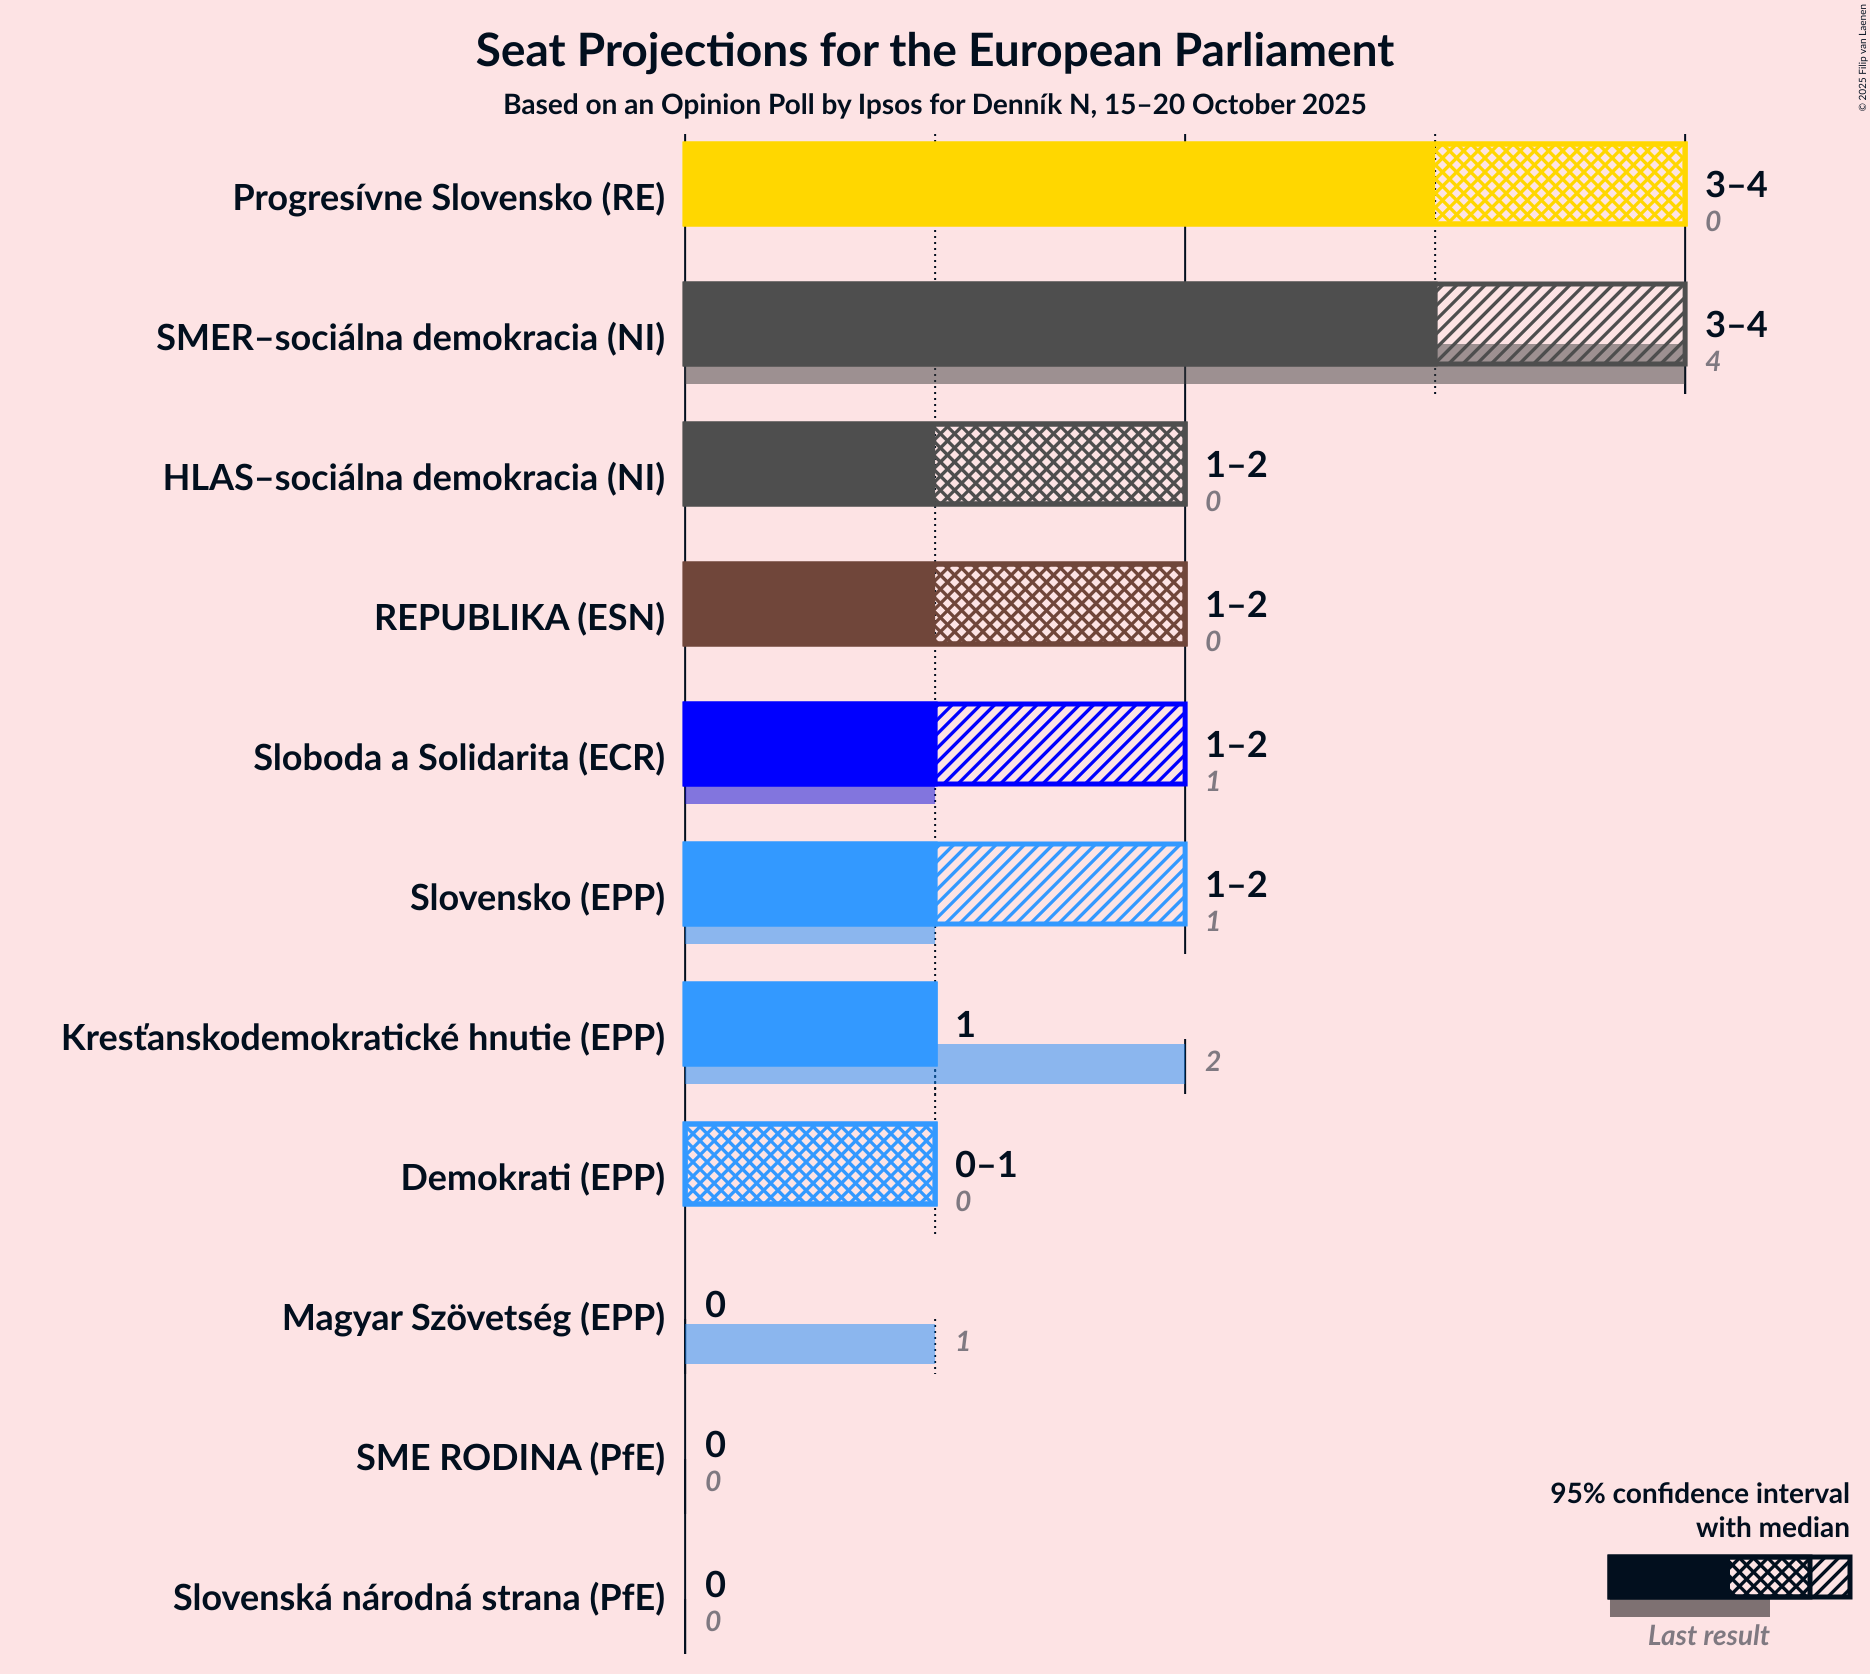 Seat Projections for the European Parliament
Based on an Opinion Poll by Ipsos for Denník N, 15–20 October 2025
© 2025 Filip van Laenen
Progresívne Slovensko (RE)
3–4
0
SMER–sociálna demokracia (NI)
3–4
4
HLAS–sociálna demokracia (NI)
1–2
0
REPUBLIKA (ESN)
1–2
0
Sloboda a Solidarita (ECR)
1–2
1
Slovensko (EPP)
1–2
1
Kresťanskodemokratické hnutie (EPP)
1
2
Demokrati (EPP)
0–1
0
Magyar Szövetség (EPP)
0
1
SME RODINA (PfE)
0
0
Slovenská národná strana (PfE)
0
0
95% confidence interval
with median
Last result